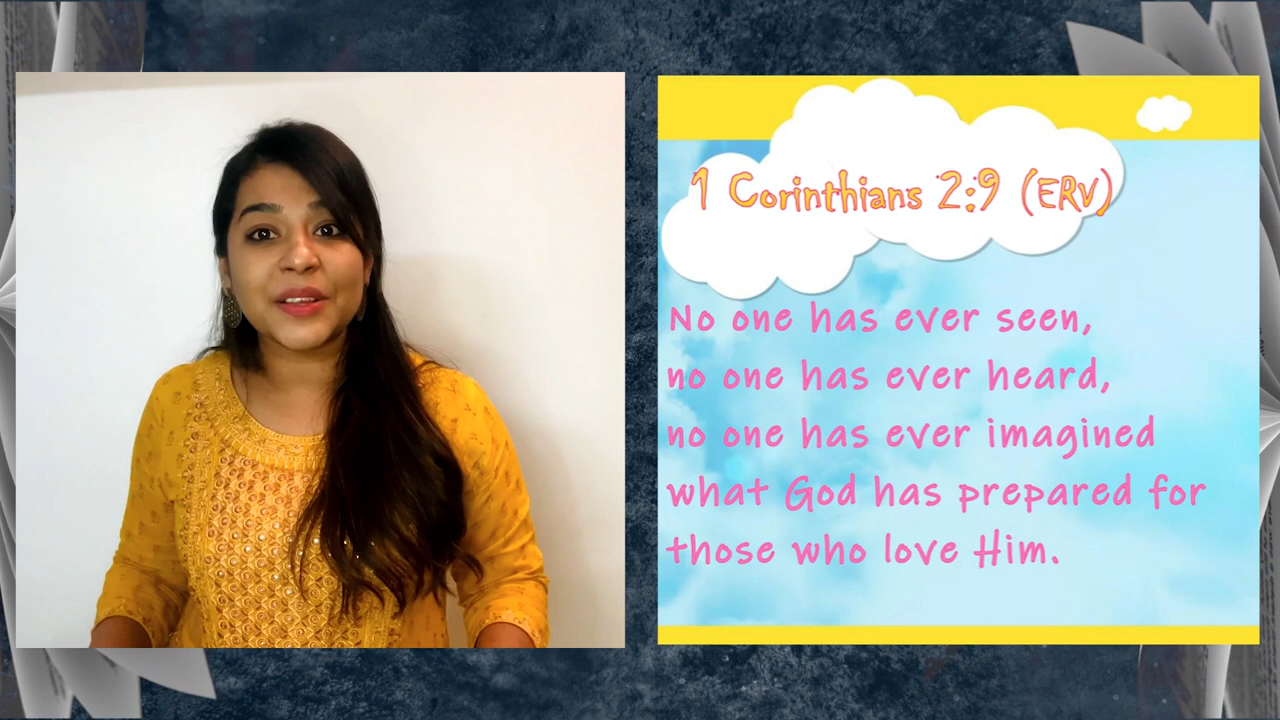 1 Corinthians 2:9 (ERV)
No one has ever seen,
no one has ever heard,
no one has ever imagined
what God has prepared for
those who love Him.